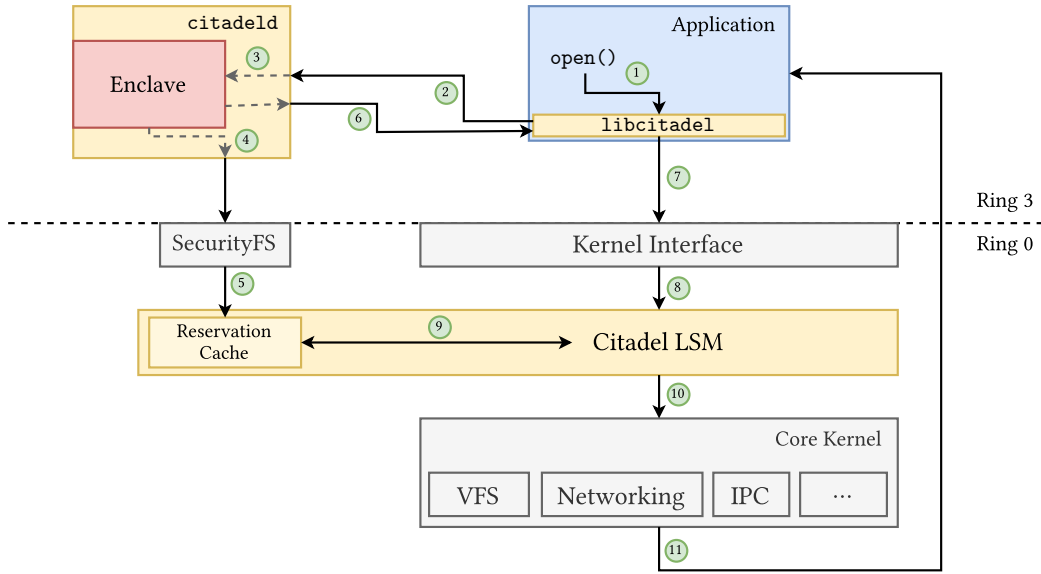 citadeld
Application
Enclave
3
open()
1
2
6
libcitadel
4
7
Ring 3
SecurityFS
Kernel Interface
Ring 0
5
8
Reservation
Cache
9
Citadel LSM
10
Core Kernel
VFS
Networking
IPC
...
11